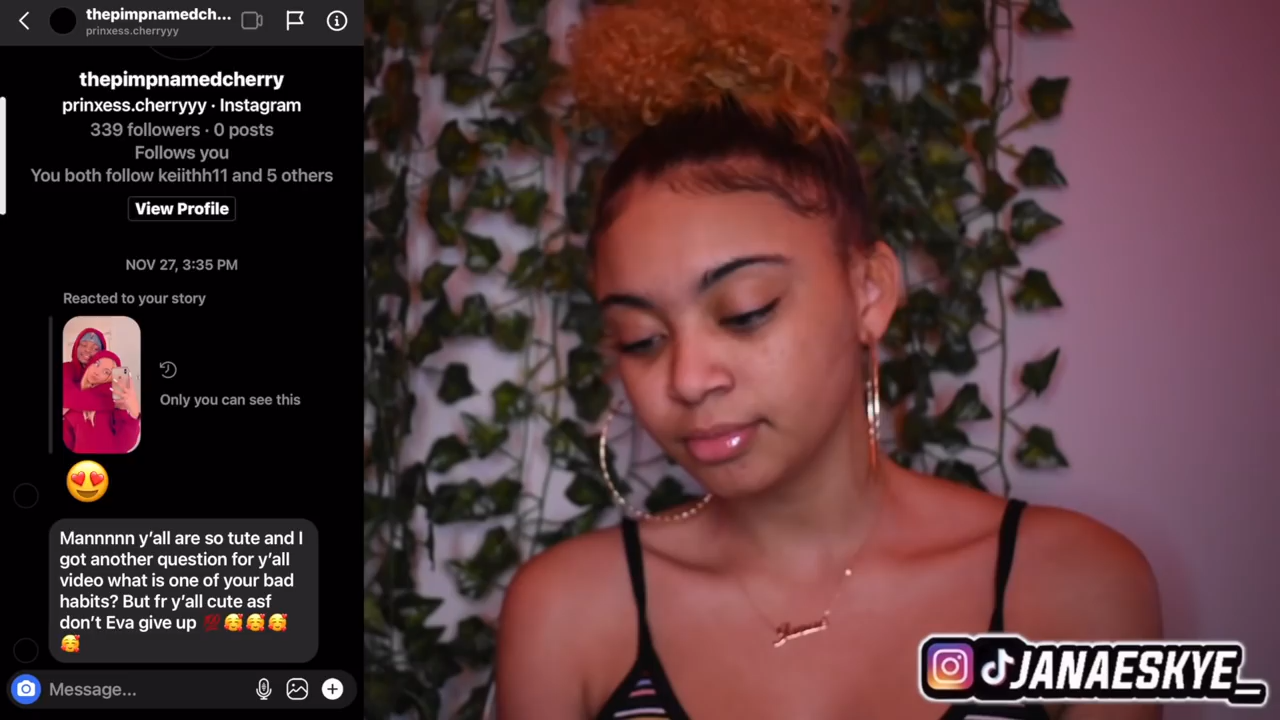 thepimpnamedch...
prinxess.cherryyy
thepimpnamedcherry
prinxess.cherryyy · Instagram
339 followers · 0 posts
Follows you
You both follow keiithh11 and 5 others
View Profile
NOV 27, 3:35 PM
Reacted to your story
Only you can see this
Mannnnn y’all are so tute and I
got another question for y’all
video what is one of your bad
habits? But fr y’all cute asf
don’t Eva give up 💯🥰🥰🥰
🥰
Message...
JANAESKYE_